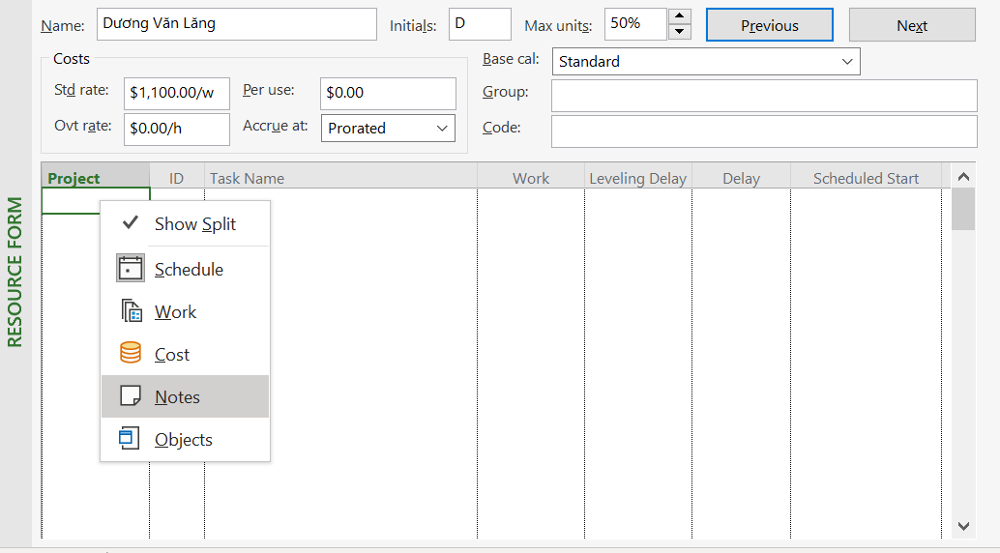 Name: Dương Văn Lăng Initials: D Max units: 50% Previous Next
Costs Base cal: Standard
Std rate: $1,100.00/w Per use: $0.00 Group:
Ovt rate: $0.00/h Accrue at: Prorated Code:
Project ID Task Name Work Leveling Delay Delay Scheduled Start
Show Split
Schedule
Work
Cost
Notes
Objects
RESOURCE FORM